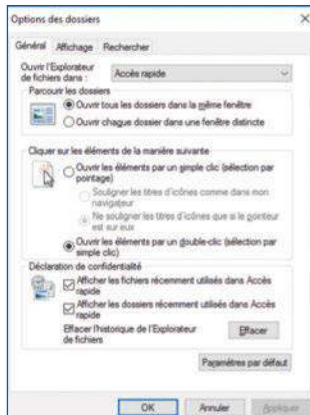 Options des dossiers
Général Affichage Rechercher
Ouvrir l'Explorateur
de fichiers dans : Accès rapide
Parcourir les dossiers
Ouvrir tous les dossiers dans la même fenêtre
Ouvrir chaque dossier dans une fenêtre distincte
Cliquer sur les éléments de la manière suivante
Ouvrir les éléments par un simple clic (sélection par
pointage)
Souligner les titres d'icônes comme dans mon
navigateur
Ne souligner les titres d'icônes que si le pointeur
est sur eux
Ouvrir les éléments par un double-clic (sélection par
simple clic)
Déclaration de confidentialité
Afficher les fichiers récemment utilisés dans Accès
rapide
Afficher les dossiers récemment utilisés dans Accès
rapide
Effacer l'historique de l'Explorateur
de fichiers Effacer
Paramètres par défaut
OK Annuler Appliquer